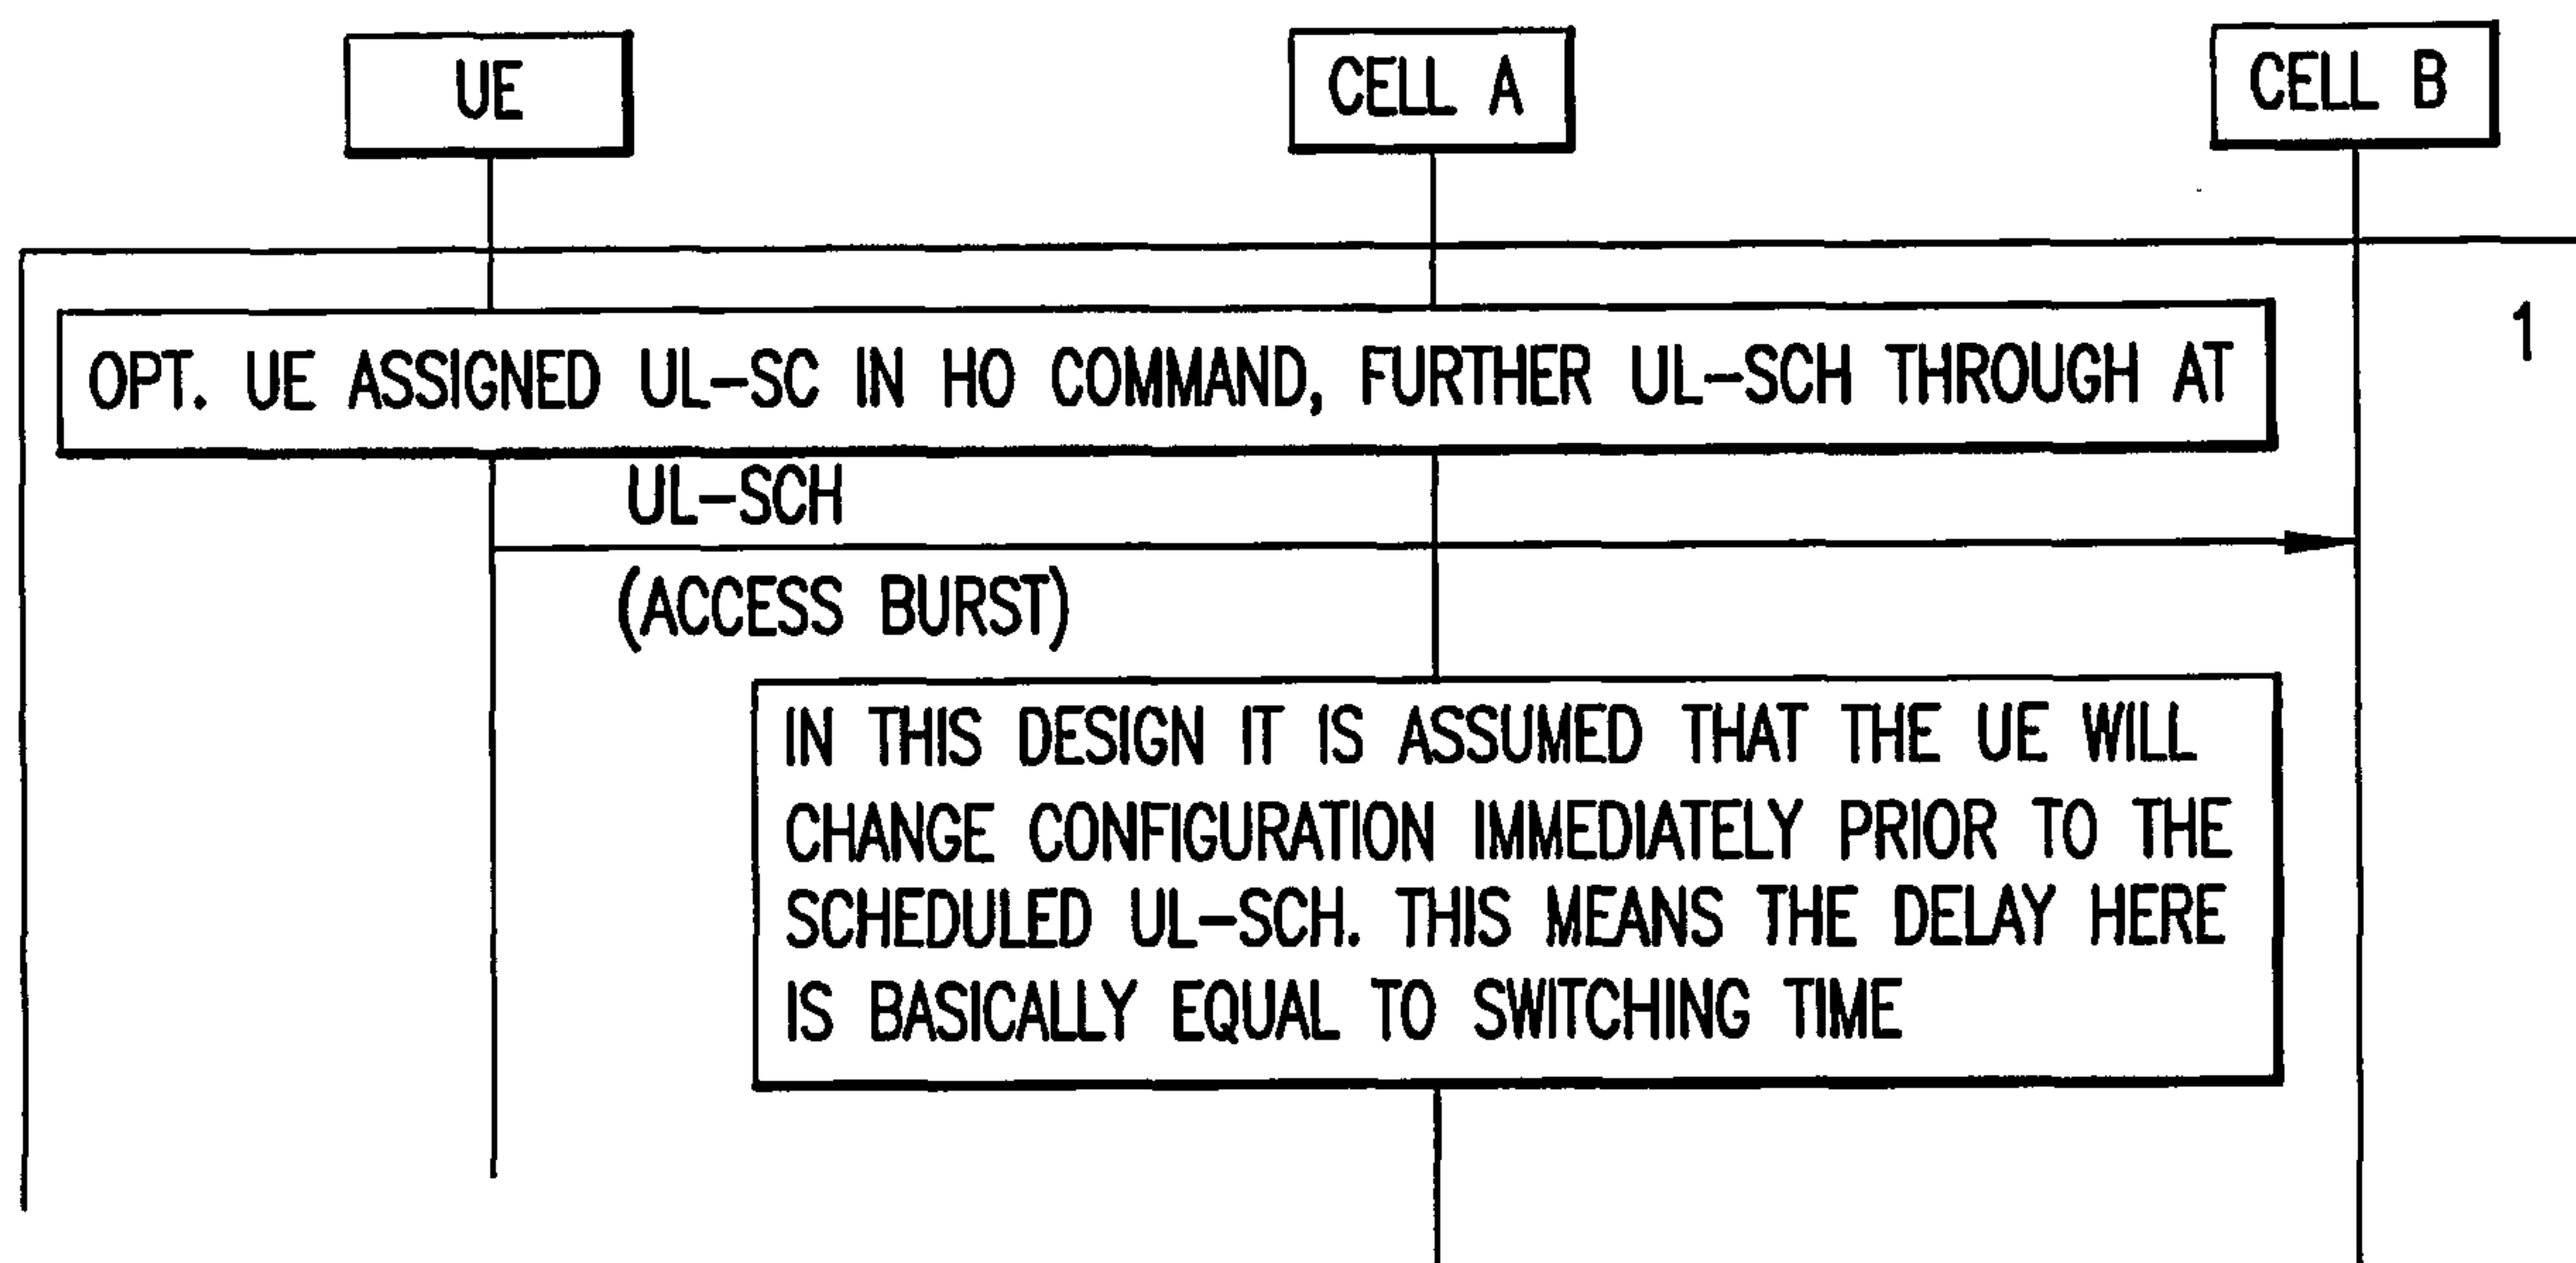 UE
CELL A
CELL B
1
OPT. UE ASSIGNED UL-SC IN HO COMMAND, FURTHER UL-SCH THROUGH AT
UL-SCH
(ACCESS BURST)
IN THIS DESIGN IT IS ASSUMED THAT THE UE WILL
CHANGE CONFIGURATION IMMEDIATELY PRIOR TO THE
SCHEDULED UL-SCH. THIS MEANS THE DELAY HERE
IS BASICALLY EQUAL TO SWITCHING TIME